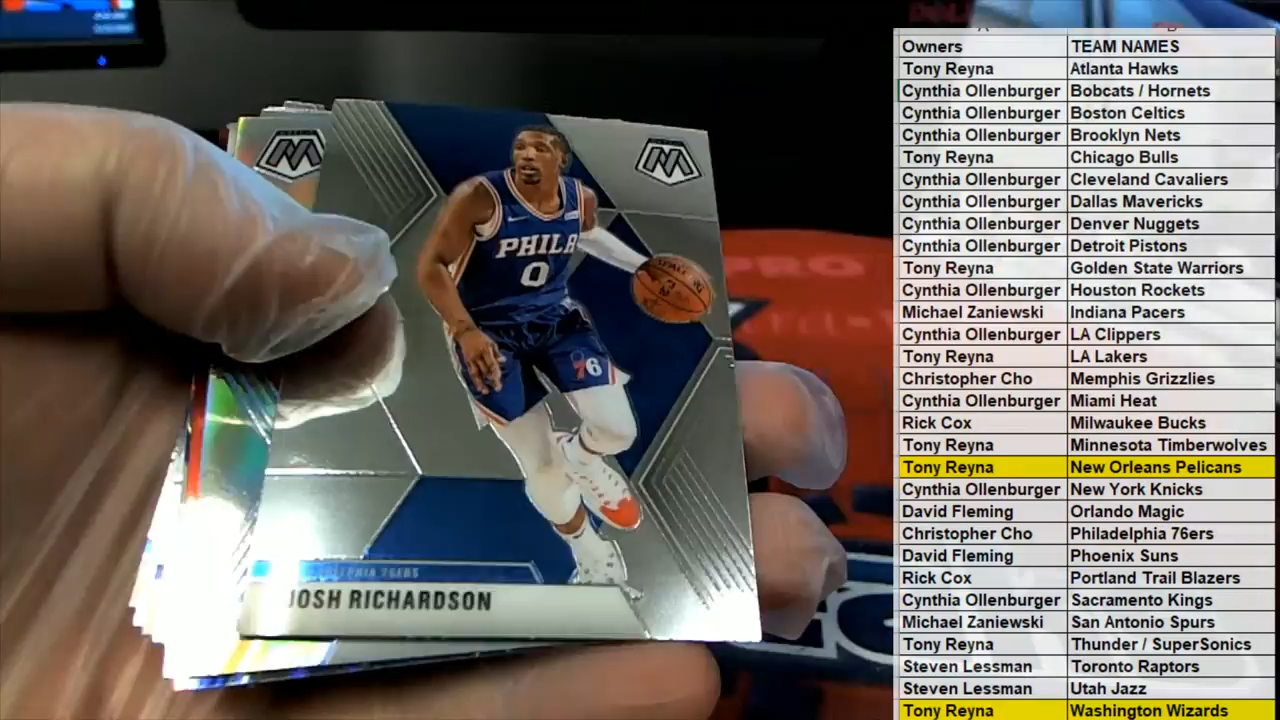 PHILA
0
SPALDING
76
PHILADELPHIA 76ERS
JOSH RICHARDSON
PRO
Owners TEAM NAMES
Tony Reyna Atlanta Hawks
Cynthia Ollenburger Bobcats / Hornets
Cynthia Ollenburger Boston Celtics
Cynthia Ollenburger Brooklyn Nets
Tony Reyna Chicago Bulls
Cynthia Ollenburger Cleveland Cavaliers
Cynthia Ollenburger Dallas Mavericks
Cynthia Ollenburger Denver Nuggets
Cynthia Ollenburger Detroit Pistons
Tony Reyna Golden State Warriors
Cynthia Ollenburger Houston Rockets
Michael Zaniewski Indiana Pacers
Cynthia Ollenburger LA Clippers
Tony Reyna LA Lakers
Christopher Cho Memphis Grizzlies
Cynthia Ollenburger Miami Heat
Rick Cox Milwaukee Bucks
Tony Reyna Minnesota Timberwolves
Tony Reyna New Orleans Pelicans
Cynthia Ollenburger New York Knicks
David Fleming Orlando Magic
Christopher Cho Philadelphia 76ers
David Fleming Phoenix Suns
Rick Cox Portland Trail Blazers
Cynthia Ollenburger Sacramento Kings
Michael Zaniewski San Antonio Spurs
Tony Reyna Thunder / SuperSonics
Steven Lessman Toronto Raptors
Steven Lessman Utah Jazz
Tony Reyna Washington Wizards